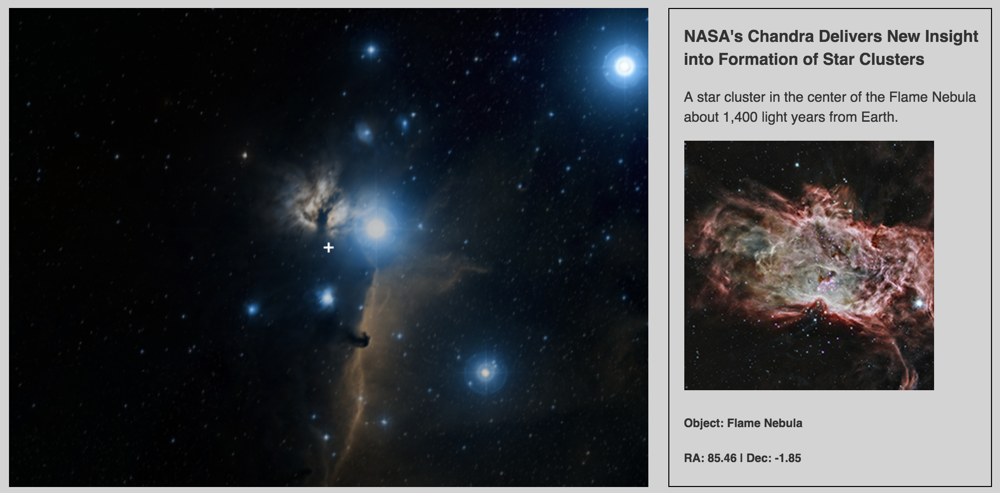 NASA's Chandra Delivers New Insight
into Formation of Star Clusters
A star cluster in the center of the Flame Nebula
about 1,400 light years from Earth.
Object: Flame Nebula
RA: 85.46 | Dec: -1.85